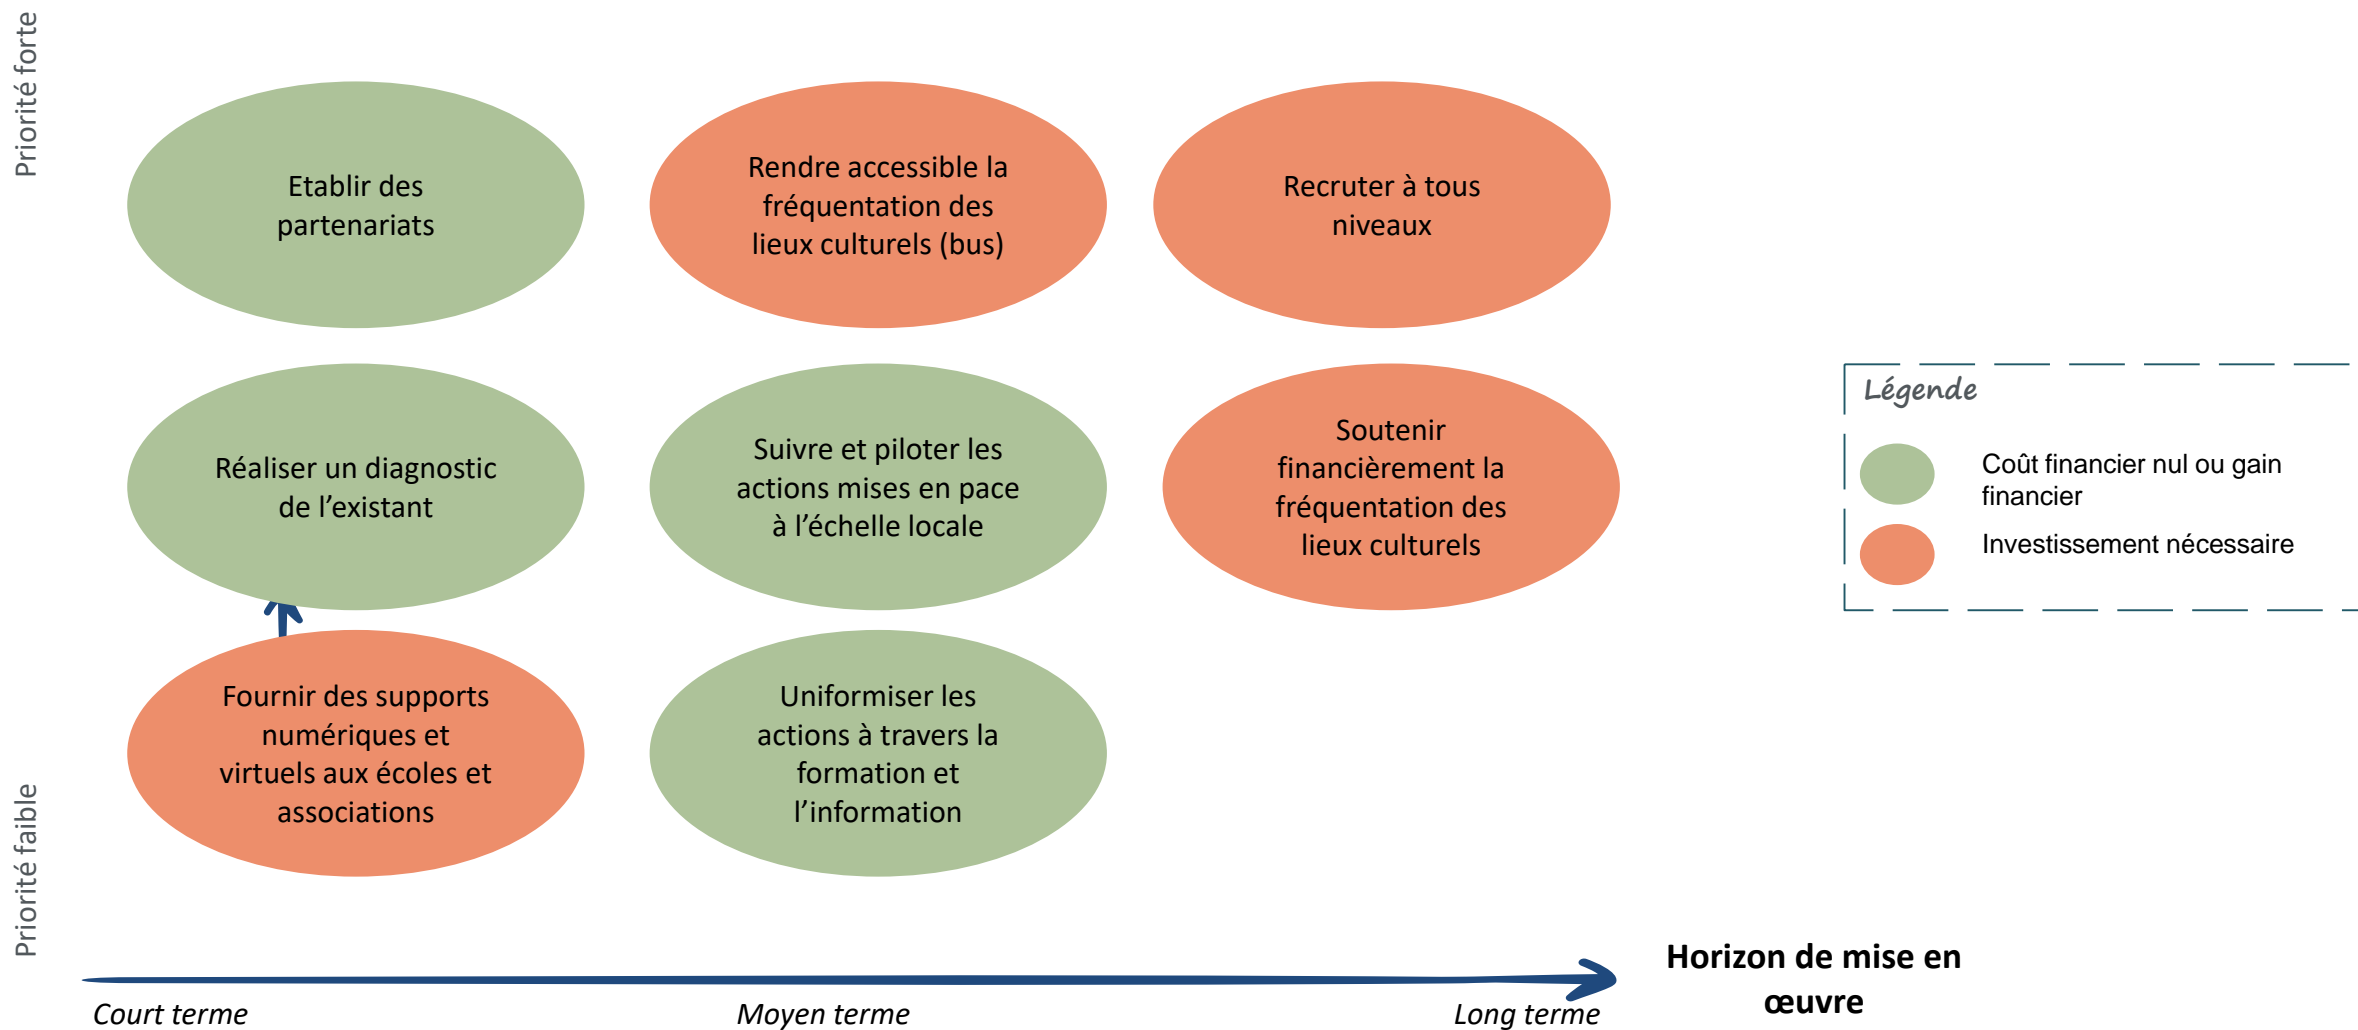 Priorité forte
Etablir des
partenariats
Rendre accessible la
fréquentation des
lieux culturels (bus)
Recruter à tous
niveaux
Réaliser un diagnostic
de l’existant
Suivre et piloter les
actions mises en pace
à l’échelle locale
Soutenir
financièrement la
fréquentation des
lieux culturels
Légende
Coût financier nul ou gain
financier
Investissement nécessaire
Fournir des supports
numériques et
virtuels aux écoles et
associations
Uniformiser les
actions à travers la
formation et
l’information
Priorité faible
Horizon de mise en
œuvre
Court terme
Moyen terme
Long terme